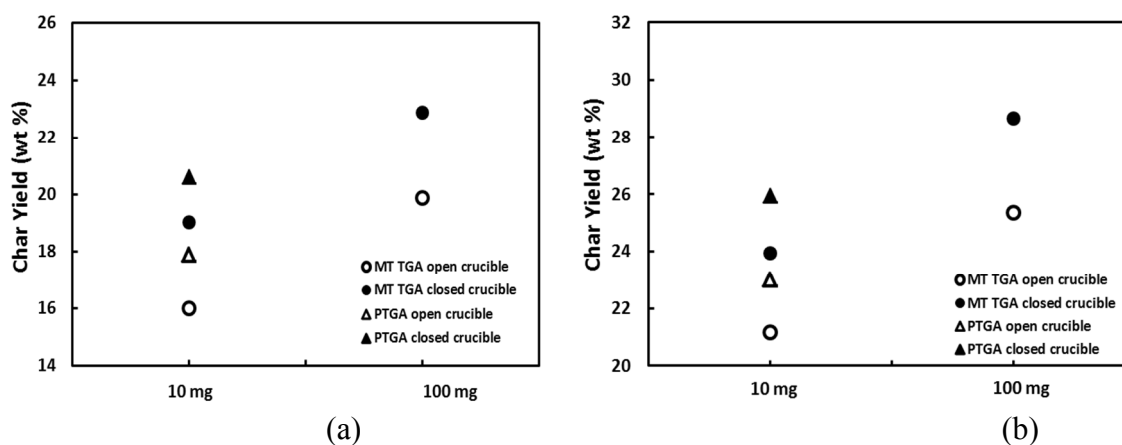 26
24
22
20
18
16
14
Char Yield (wt %)
MT TGA open crucible
MT TGA closed crucible
PTGA open crucible
PTGA closed crucible
10 mg
100 mg
(a)
32
30
28
26
24
22
20
Char Yield (wt %)
MT TGA open crucible
MT TGA closed crucible
PTGA open crucible
PTGA closed crucible
10 mg
100 mg
(b)